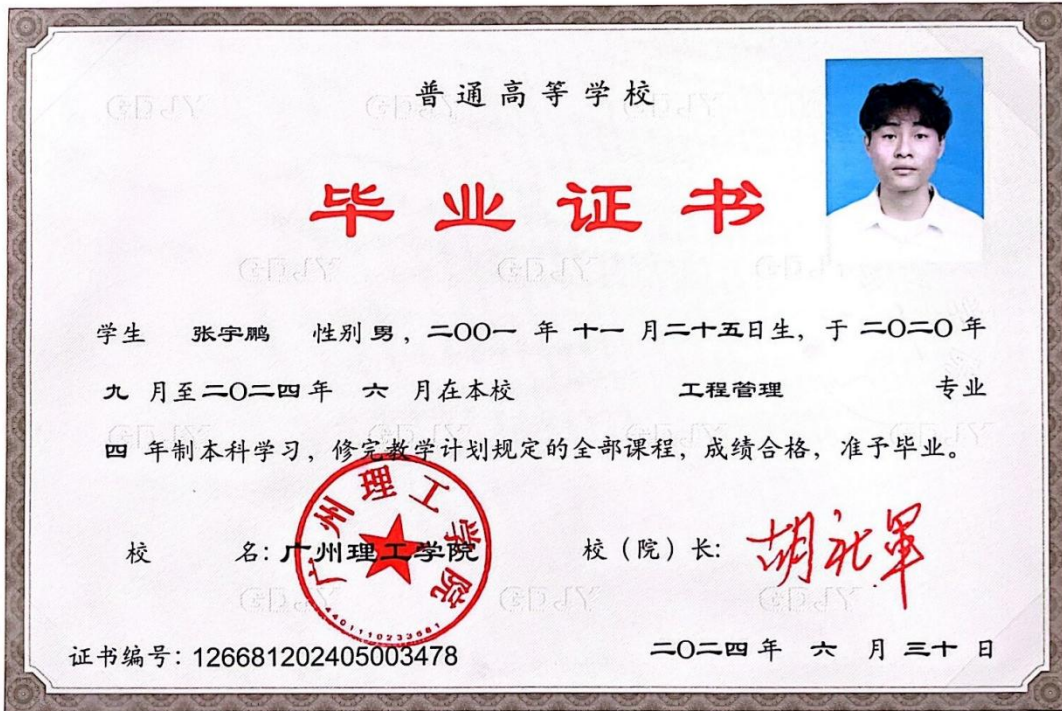 普通高等学校
毕业证书
学生 张宇鹏 性别 男，二〇〇一 年 十一 月二十五日生，于 二〇二〇 年
九 月至二〇二四年 六 月在本校 工程管理 专业
四 年制本科学习，修完教学计划规定的全部课程，成绩合格，准予毕业。
校 名：广州理工学院
广州理工学院
4401110233681
校（院）长：胡社军
证书编号：126681202405003478
二〇二四 年 六 月 三十 日
GDJY